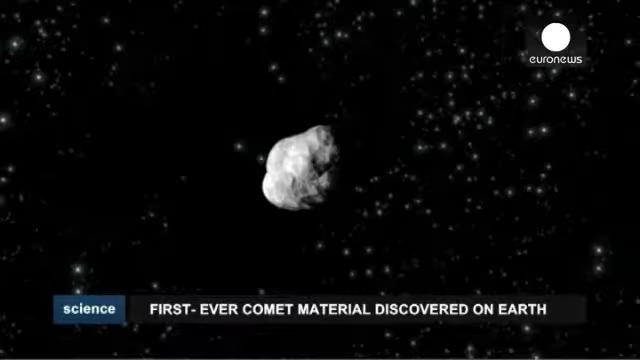 euronews
science
FIRST- EVER COMET MATERIAL DISCOVERED ON EARTH